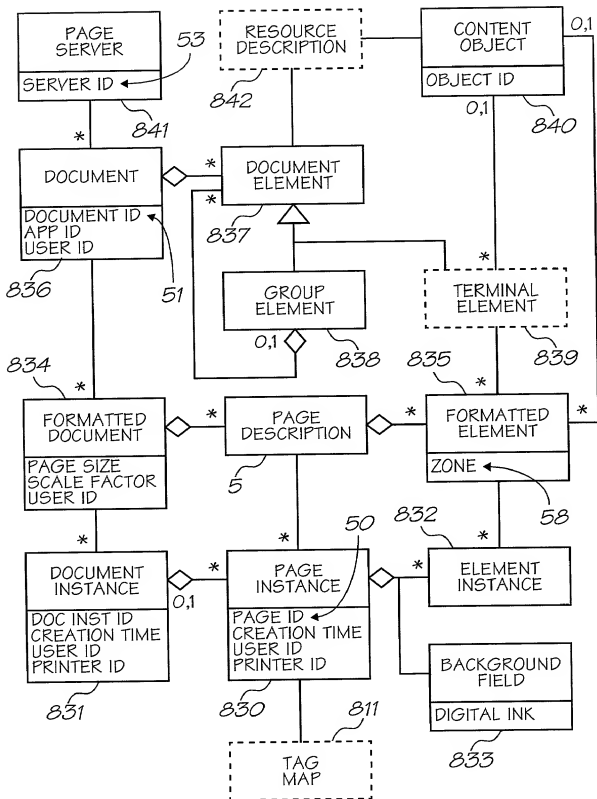 PAGE
SERVER
SERVER ID
53
841
*
RESOURCE
DESCRIPTION
842
CONTENT
OBJECT
OBJECT ID
0,1
0,1
840
DOCUMENT
DOCUMENT ID
APP ID
USER ID
836
51
*
*
*
DOCUMENT
ELEMENT
837
GROUP
ELEMENT
0,1
838
*
TERMINAL
ELEMENT
839
834
*
FORMATTED
DOCUMENT
PAGE SIZE
SCALE FACTOR
USER ID
*
PAGE
DESCRIPTION
5
835
*
*
*
FORMATTED
ELEMENT
ZONE
58
*
DOCUMENT
INSTANCE
DOC INST ID
CREATION TIME
USER ID
PRINTER ID
831
0,1
*
*
50
PAGE
INSTANCE
PAGE ID
CREATION TIME
USER ID
PRINTER ID
830
832
*
*
ELEMENT
INSTANCE
BACKGROUND
FIELD
DIGITAL INK
833
811
TAG
MAP